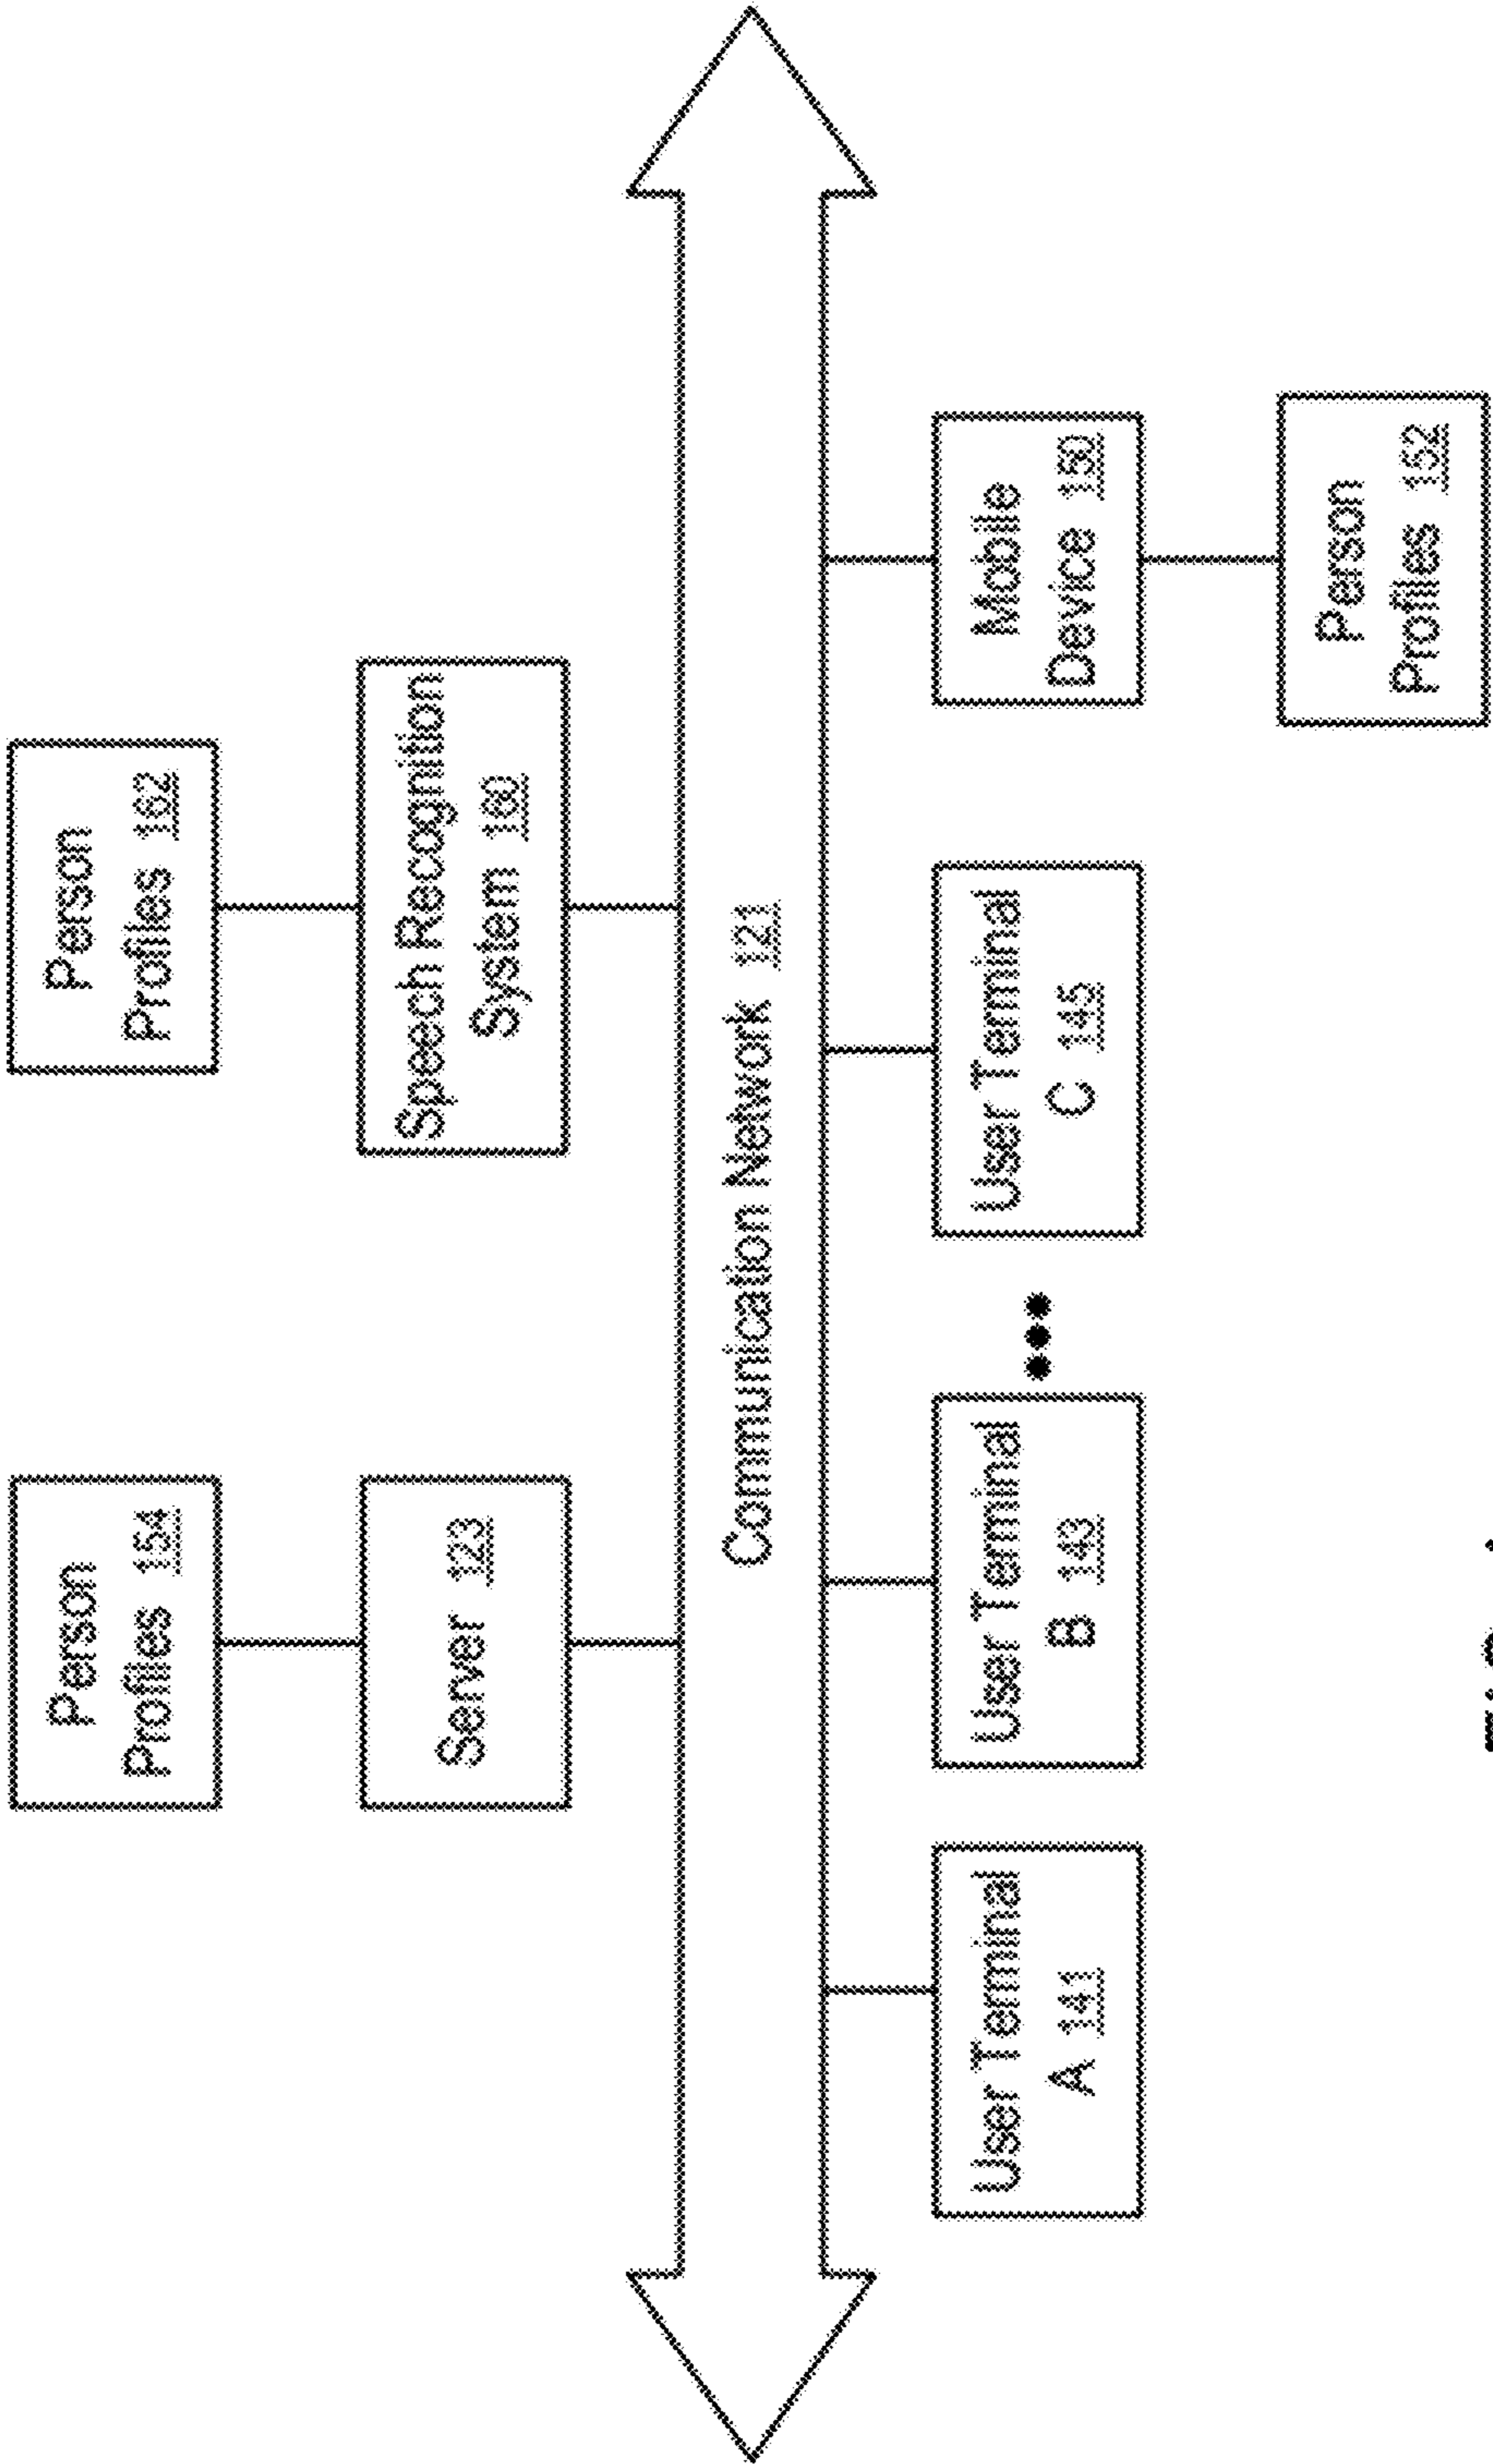 Person
Profiles 154
Person
Profiles 162
Server 123
Speech Recognition
System 160
Communication Network 121
User Terminal
A 141
User Terminal
B 143
User Terminal
C 145
Mobile
Device 150
Person
Profiles 152